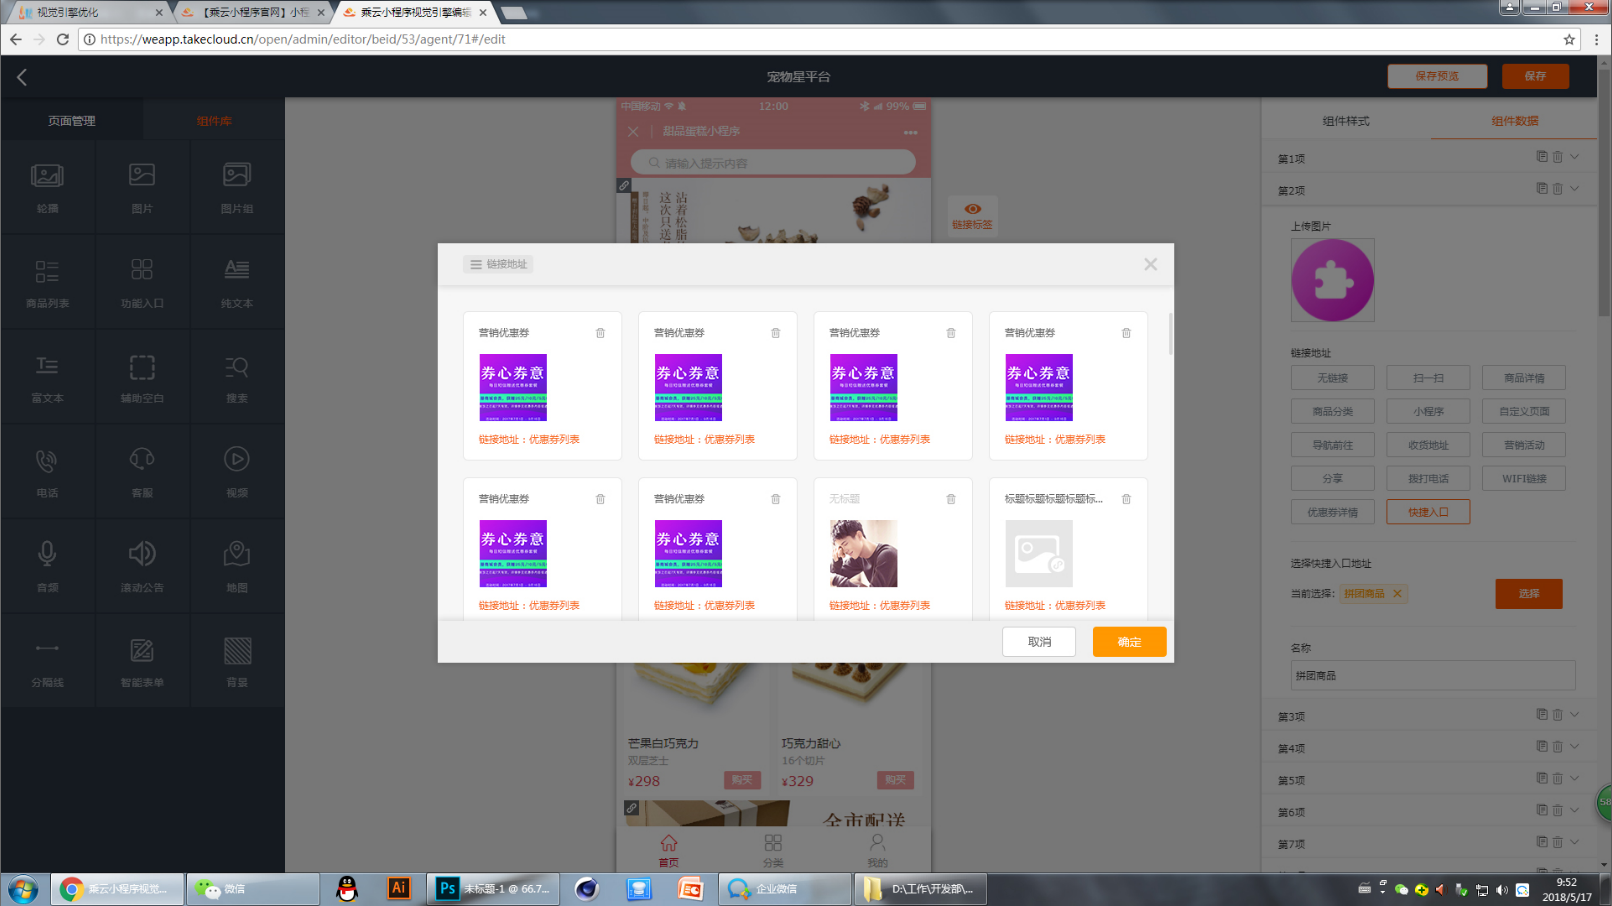 视觉引擎优化
【乘云小程序官网】小程
乘云小程序视觉引擎编辑
https://weapp.takecloud.cn/open/admin/editor/beid/53/agent/71#/edit
宠物星平台
保存预览
保存
页面管理
组件库
轮播
图片
图片组
商品列表
功能入口
纯文本
富文本
辅助空白
搜索
电话
客服
视频
音频
滚动公告
地图
分隔线
智能表单
背景
中国移动
12:00
99%
甜品蛋糕小程序
请输入提示内容
沾着松脂
这次只送
链接标签
链接地址
营销优惠券
营销优惠券
营销优惠券
营销优惠券
券心券意
券心券意
券心券意
券心券意
链接地址：优惠券列表
链接地址：优惠券列表
链接地址：优惠券列表
链接地址：优惠券列表
营销优惠券
营销优惠券
无标题
标题标题标题标题标...
券心券意
券心券意
链接地址：优惠券列表
链接地址：优惠券列表
链接地址：优惠券列表
链接地址：优惠券列表
取消
确定
芒果白巧克力
双层芝士
¥298
购买
巧克力甜心
16个切片
¥329
购买
全市配送
首页
分类
我的
组件样式
组件数据
第1项
第2项
上传图片
链接地址
无链接
扫一扫
商品详情
商品分类
小程序
自定义页面
导航前往
收货地址
营销活动
分享
拨打电话
WIFI链接
优惠券详情
快捷入口
选择快捷入口地址
当前选择：
拼团商品
选择
名称
拼团商品
第3项
第4项
第5项
第6项
第7项
58
乘云小程序视觉...
微信
Ai
Ps
未标题-1 @ 66.7...
企业微信
D:\工作\开发部\...
9:52
2018/5/17